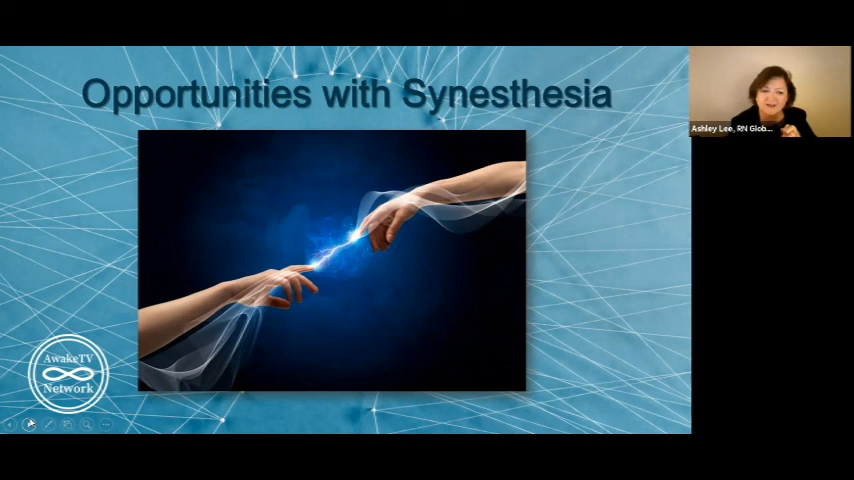 Opportunities with Synesthesia
Ashley Lee, RN Glob...
AwakeTV
Network